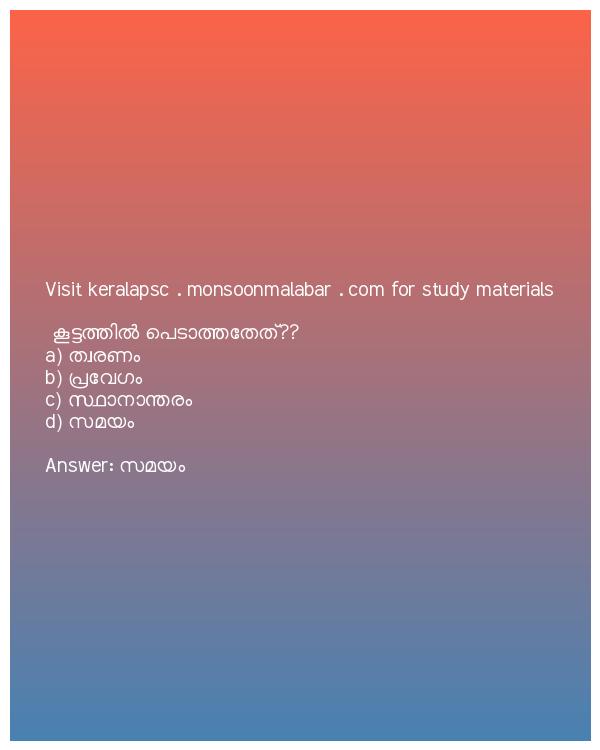 Visit keralapsc . monsoonmalabar . com for study materials
കൂട്ടത്തിൽ പെടാത്തതേത്??
a) ത്വരണം
b) പ്രവേഗം
c) സ്ഥാനാന്തരം
d) സമയം
Answer: സമയം